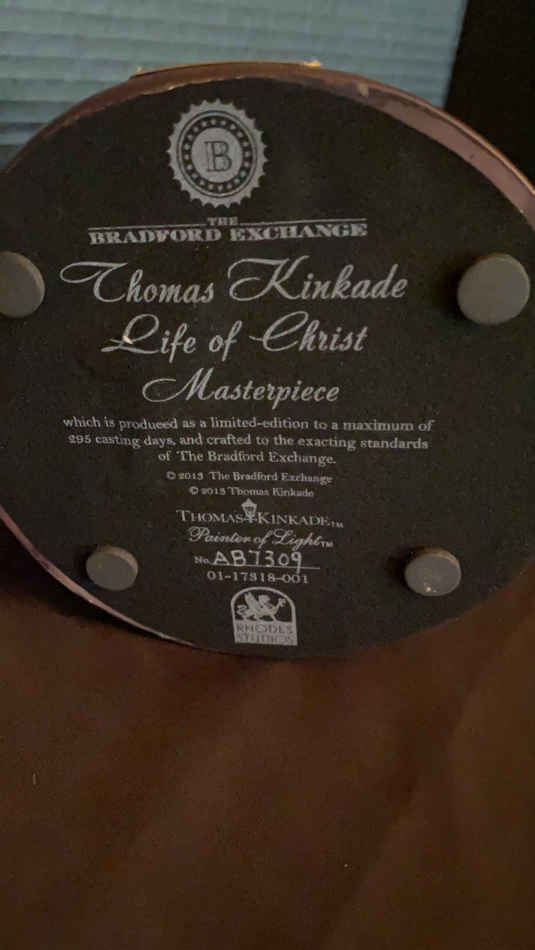 B
THE
BRADFORD EXCHANGE
Thomas Kinkade
Life of Christ
Masterpiece
which is produced as a limited-edition to a maximum of
295 casting days, and crafted to the exacting standards
of The Bradford Exchange.
© 2013 The Bradford Exchange
© 2013 Thomas Kinkade
THOMAS KINKADE TM
Painter of Light TM
No. AB7309
01-17318-001
RHODES
STUDIOS